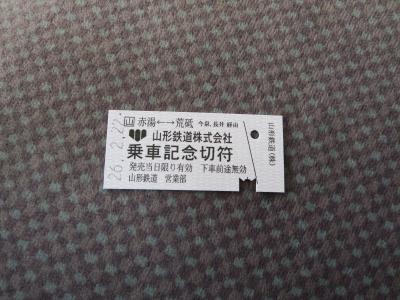 26.2.22
山 赤湯←→荒砥 今泉、長井 経由
山形鉄道株式会社
乗車記念切符
発売当日限り有効 下車前途無効
山形鉄道 営業部
山形鉄道(株)